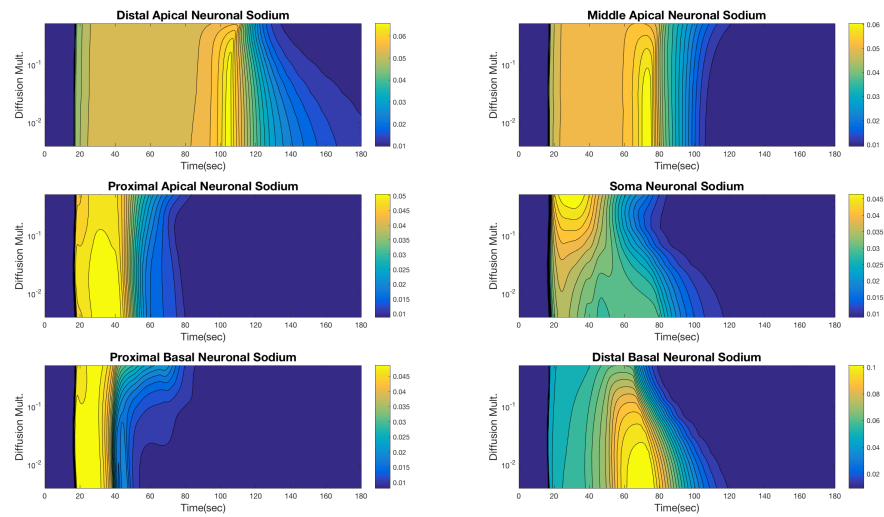 Distal Apical Neuronal Sodium
Diffusion Mult.
10-1
10-2
0 20 40 60 80 100 120 140 160 180
Time(sec)
0.06
0.05
0.04
0.03
0.02
0.01
Middle Apical Neuronal Sodium
Diffusion Mult.
10-1
10-2
0 20 40 60 80 100 120 140 160 180
Time(sec)
0.06
0.05
0.04
0.03
0.02
0.01
Proximal Apical Neuronal Sodium
Diffusion Mult.
10-1
10-2
0 20 40 60 80 100 120 140 160 180
Time(sec)
0.05
0.045
0.04
0.035
0.03
0.025
0.02
0.015
0.01
Soma Neuronal Sodium
Diffusion Mult.
10-1
10-2
0 20 40 60 80 100 120 140 160 180
Time(sec)
0.045
0.04
0.035
0.03
0.025
0.02
0.015
0.01
Proximal Basal Neuronal Sodium
Diffusion Mult.
10-1
10-2
0 20 40 60 80 100 120 140 160 180
Time(sec)
0.045
0.04
0.035
0.03
0.025
0.02
0.015
0.01
Distal Basal Neuronal Sodium
Diffusion Mult.
10-1
10-2
0 20 40 60 80 100 120 140 160 180
Time(sec)
0.1
0.08
0.06
0.04
0.02